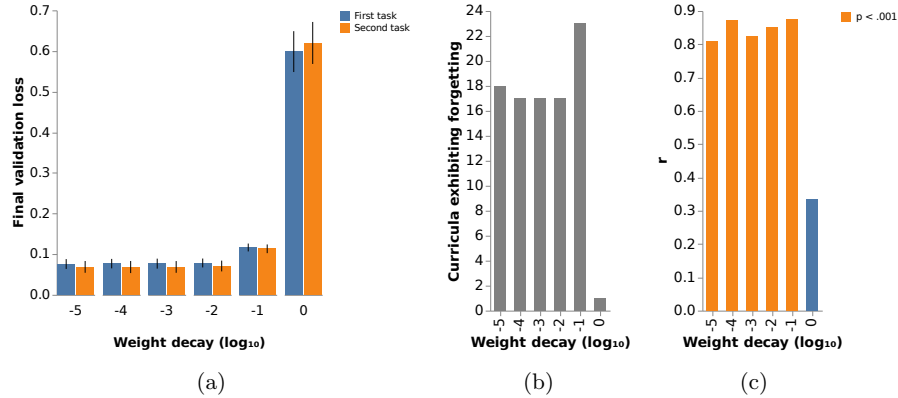 First task
Second task
Final validation loss
0.7
0.6
0.5
0.4
0.3
0.2
0.1
0.0
-5 -4 -3 -2 -1 0
Weight decay (log₁₀)
(a)
Curricula exhibiting forgetting
24
22
20
18
16
14
12
10
8
6
4
2
0
-5 -4 -3 -2 -1 0
Weight decay (log₁₀)
(b)
p < .001
r
0.9
0.8
0.7
0.6
0.5
0.4
0.3
0.2
0.1
0.0
-5 -4 -3 -2 -1 0
Weight decay (log₁₀)
(c)